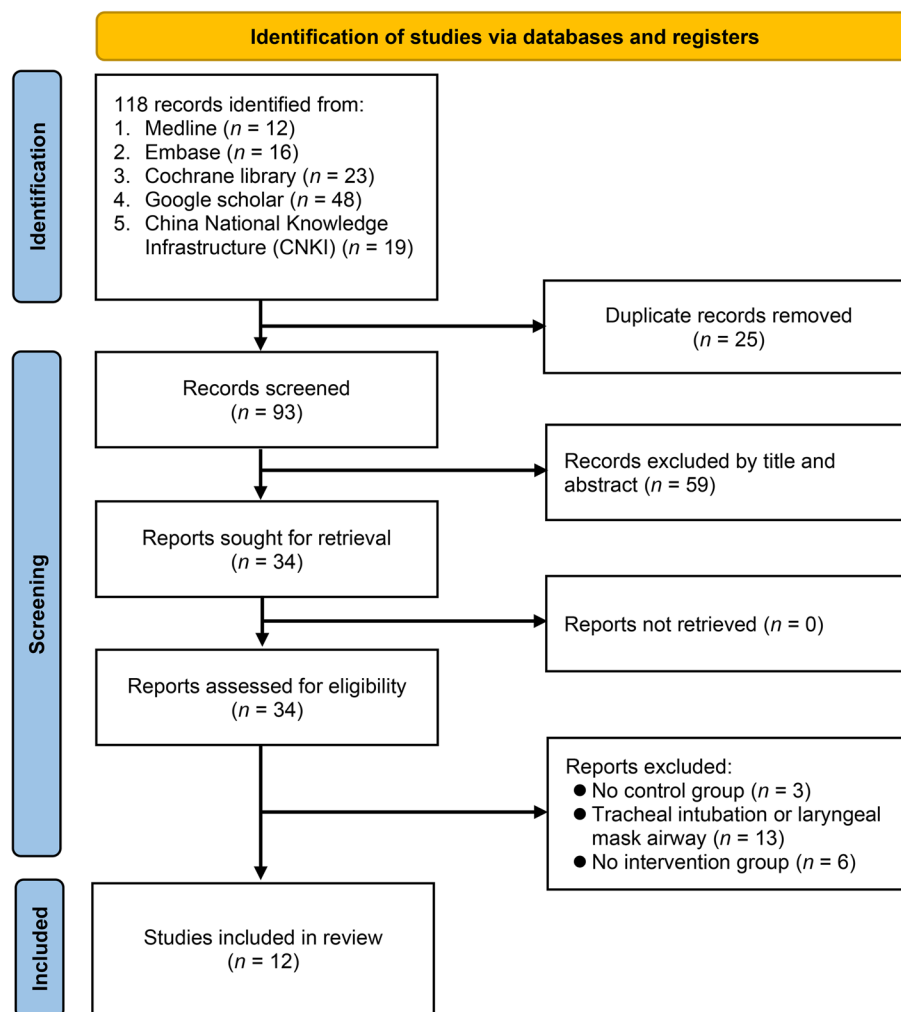 Identification of studies via databases and registers
Identification
118 records identified from:
1. Medline (n = 12)
2. Embase (n = 16)
3. Cochrane library (n = 23)
4. Google scholar (n = 48)
5. China National Knowledge
Infrastructure (CNKI) (n = 19)
Duplicate records removed
(n = 25)
Screening
Records screened
(n = 93)
Records excluded by title and
abstract (n = 59)
Reports sought for retrieval
(n = 34)
Reports not retrieved (n = 0)
Reports assessed for eligibility
(n = 34)
Reports excluded:
● No control group (n = 3)
● Tracheal intubation or laryngeal
mask airway (n = 13)
● No intervention group (n = 6)
Included
Studies included in review
(n = 12)